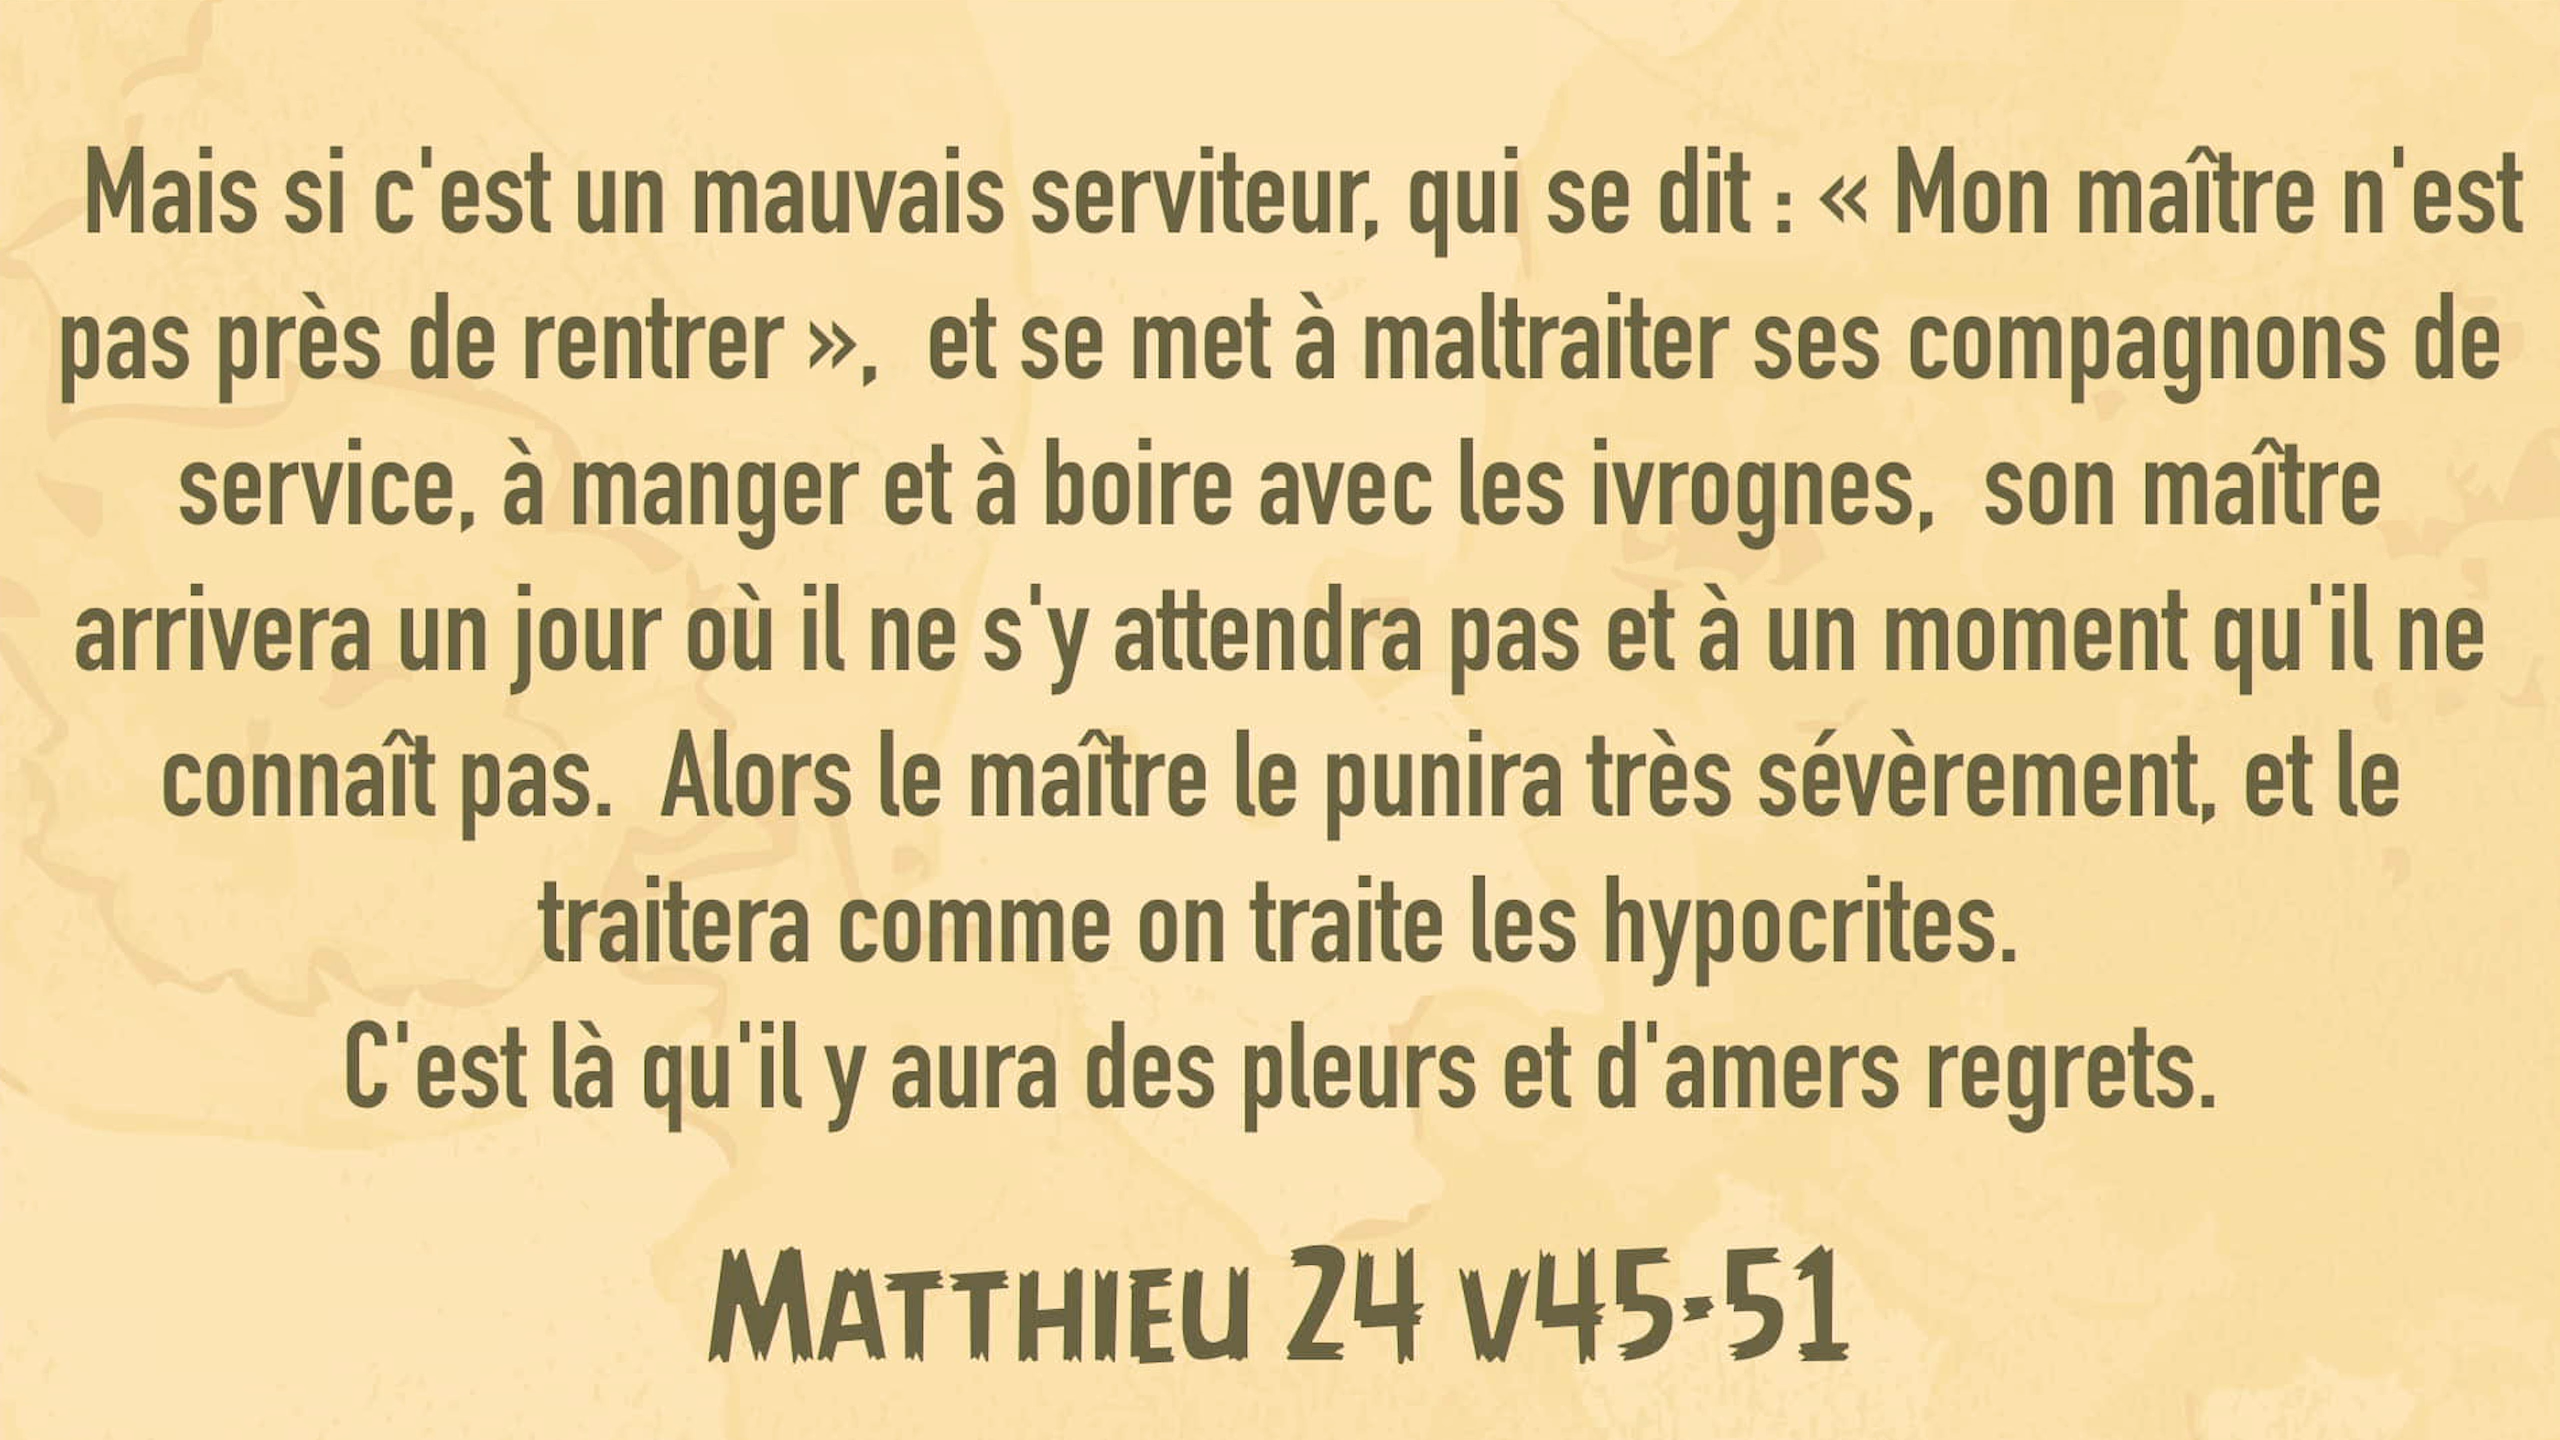 Mais si c'est un mauvais serviteur, qui se dit : « Mon maître n'est
pas près de rentrer »,  et se met à maltraiter ses compagnons de
service, à manger et à boire avec les ivrognes,  son maître
arrivera un jour où il ne s'y attendra pas et à un moment qu'il ne
connaît pas.  Alors le maître le punira très sévèrement, et le
traitera comme on traite les hypocrites.
C'est là qu'il y aura des pleurs et d'amers regrets.
Matthieu 24 v45-51